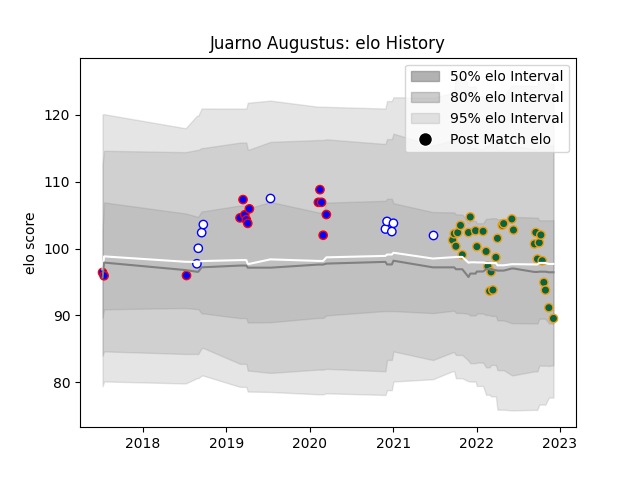 Juarno Augustus: elo History
50% elo Interval
80% elo Interval
95% elo Interval
Post Match elo
elo score
120
110
100
90
80
2018 2019 2020 2021 2022 2023